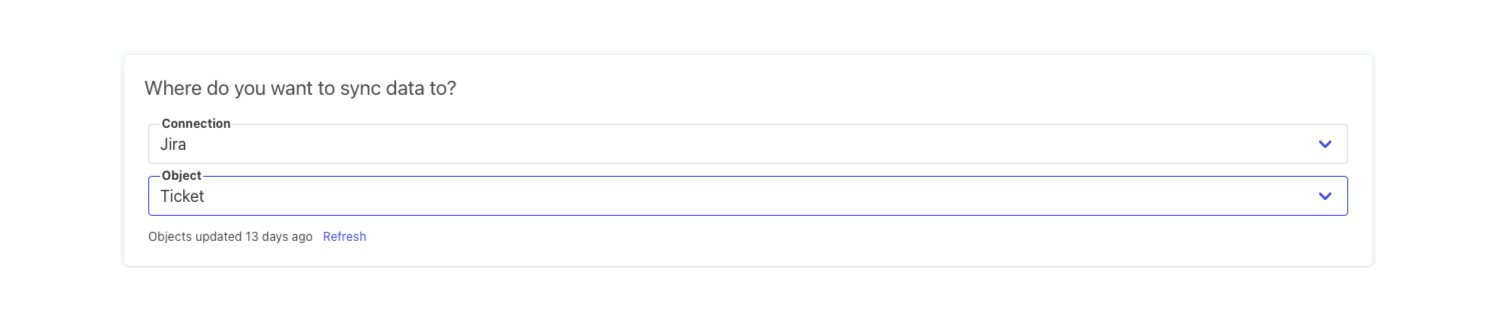 Where do you want to sync data to?
Connection
Jira
Object
Ticket
Objects updated 13 days ago Refresh